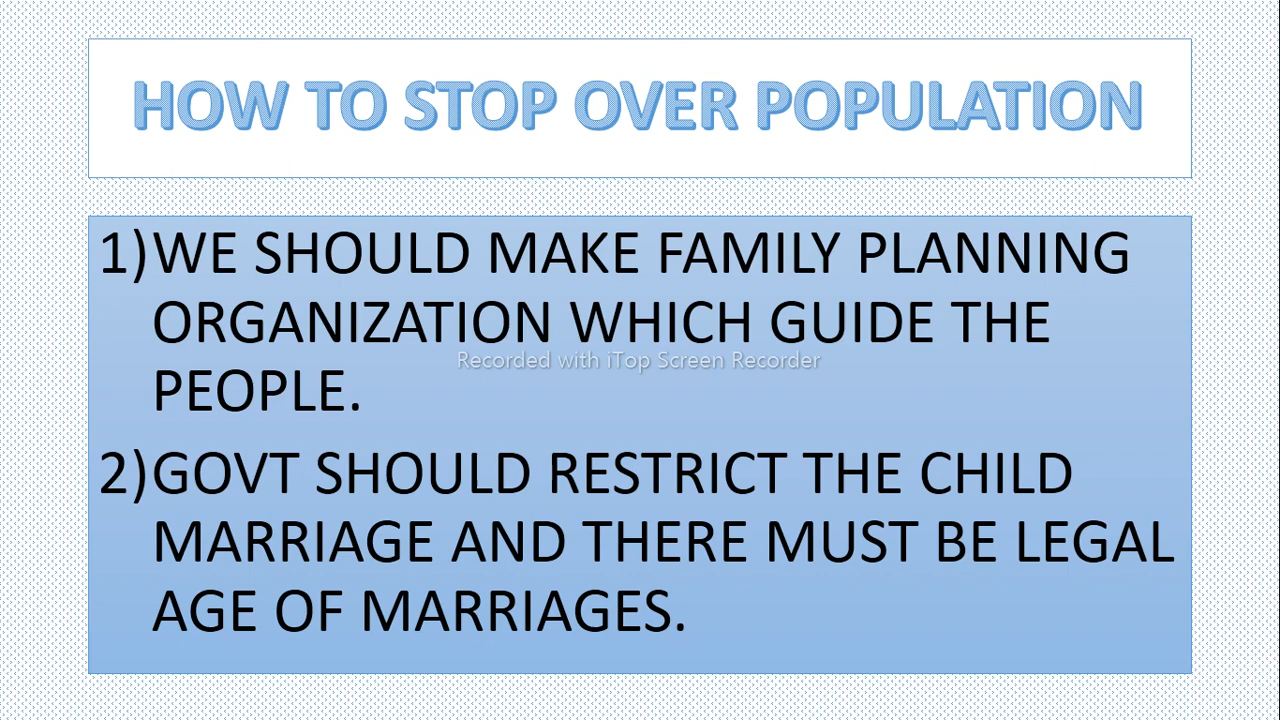 HOW TO STOP OVER POPULATION
1)WE SHOULD MAKE FAMILY PLANNING
ORGANIZATION WHICH GUIDE THE
Recorded with iTop Screen Recorder
PEOPLE.
2)GOVT SHOULD RESTRICT THE CHILD
MARRIAGE AND THERE MUST BE LEGAL
AGE OF MARRIAGES.